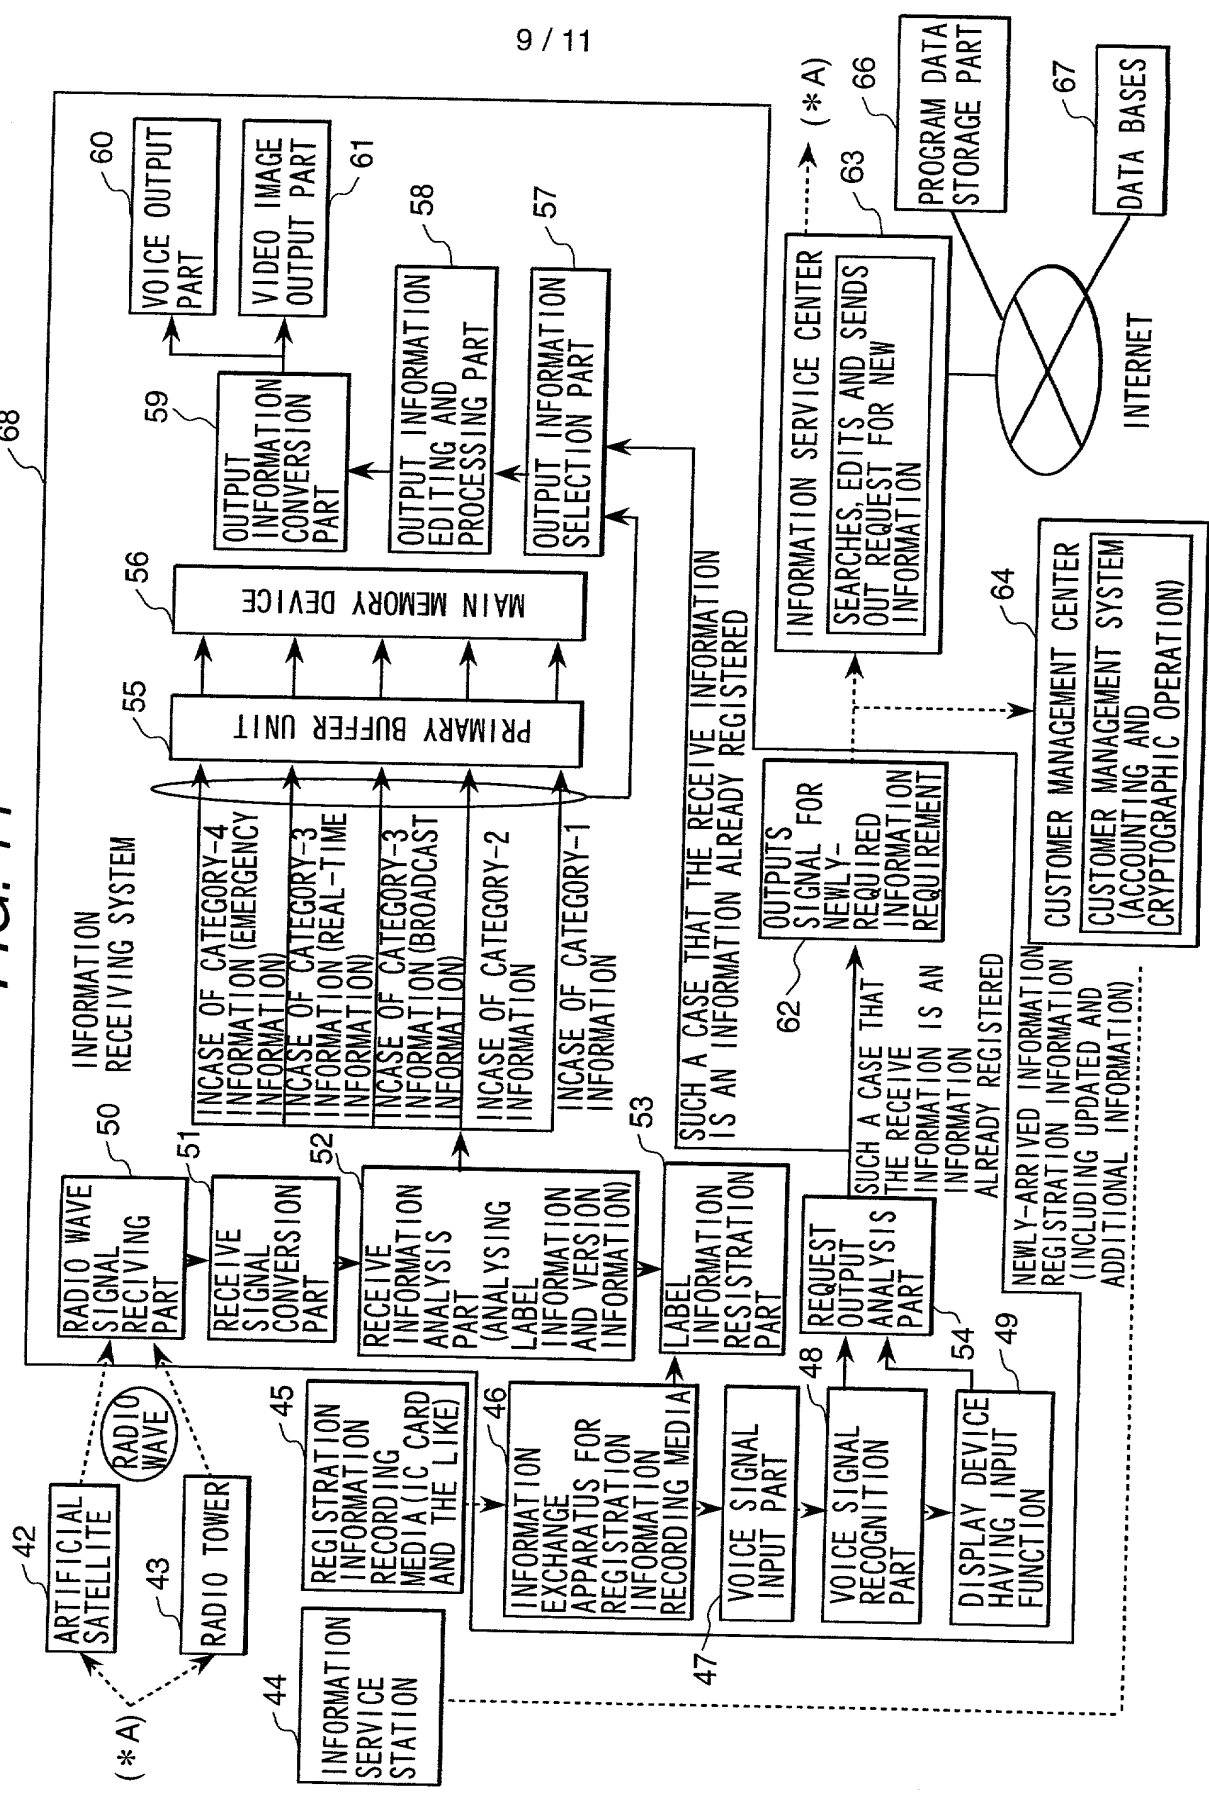 9 / 11
68
INFORMATION
RECEIVING SYSTEM
(*A)
42
ARTIFICIAL
SATELLITE
43
RADIO TOWER
RADIO
WAVE
44
INFORMATION
SERVICE
STATION
45
REGISTRATION
INFORMATION
RECORDING
MEDIA(IC CARD
AND THE LIKE)
46
INFORMATION
EXCHANGE
APPARATUS FOR
REGISTRATION
INFORMATION
RECORDING MEDIA
47
VOICE SIGNAL
INPUT PART
48
VOICE SIGNAL
RECOGNITION
PART
49
DISPLAY DEVICE
HAVING INPUT
FUNCTION
50
RADIO WAVE
SIGNAL
RECIVING
PART
51
RECEIVE
SIGNAL
CONVERSION
PART
52
RECEIVE
INFORMATION
ANALYSIS
PART
(ANALYSING
LABEL
INFORMATION
AND VERSION
INFORMATION)
53
LABEL
INFORMATION
RESISTRATION
PART
54
REQUEST
OUTPUT
ANALYSIS
PART
INCASE OF CATEGORY-4
INFORMATION(EMERGENCY
INFORMATION)
INCASE OF CATEGORY-3
INFORMATION(REAL-TIME
INFORMATION)
INCASE OF CATEGORY-3
INFORMATION(BROADCAST
INFORMATION)
INCASE OF CATEGORY-2
INFORMATION
INCASE OF CATEGORY-1
INFORMATION
55
PRIMARY BUFFER UNIT
56
MAIN MEMORY DEVICE
57
OUTPUT INFORMATION
SELECTION PART
58
OUTPUT INFORMATION
EDITING AND
PROCESSING PART
59
OUTPUT
INFORMATION
CONVERSION
PART
60
VOICE OUTPUT
PART
61
VIDEO IMAGE
OUTPUT PART
SUCH A CASE THAT THE RECEIVE INFORMATION
IS AN INFORMATION ALREADY REGISTERED
SUCH A CASE THAT
THE RECEIVE
INFORMATION IS AN
INFORMATION
ALREADY REGISTERED
62
OUTPUTS
SIGNAL FOR
NEWLY-
REQUIRED
INFORMATION
REQUIREMENT
NEWLY-ARRIVED INFORMATION
REGISTRATION INFORMATION
(INCLUDING UPDATED AND
ADDITIONAL INFORMATION)
63
INFORMATION SERVICE CENTER
SEARCHES, EDITS AND SENDS
OUT REQUEST FOR NEW
INFORMATION
(*A)
64
CUSTOMER MANAGEMENT CENTER
CUSTOMER MANAGEMENT SYSTEM
(ACCOUNTING AND
CRYPTOGRAPHIC OPERATION)
INTERNET
66
PROGRAM DATA
STORAGE PART
67
DATA BASES